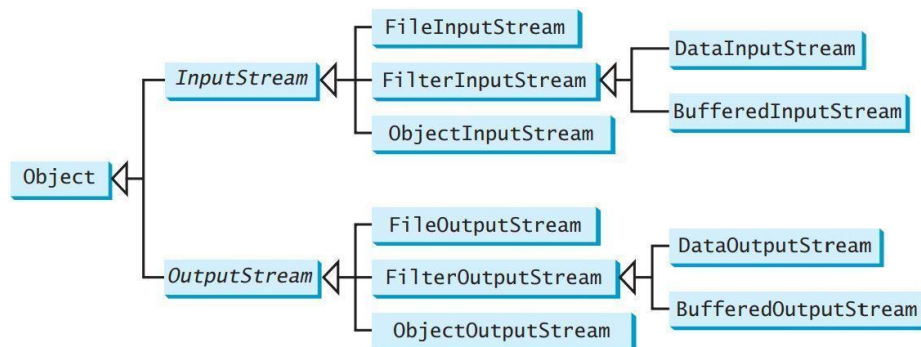 FileInputStream
DataInputStream
InputStream
FilterInputStream
BufferedInputStream
ObjectInputStream
Object
FileOutputStream
DataOutputStream
OutputStream
FilterOutputStream
BufferedOutputStream
ObjectOutputStream